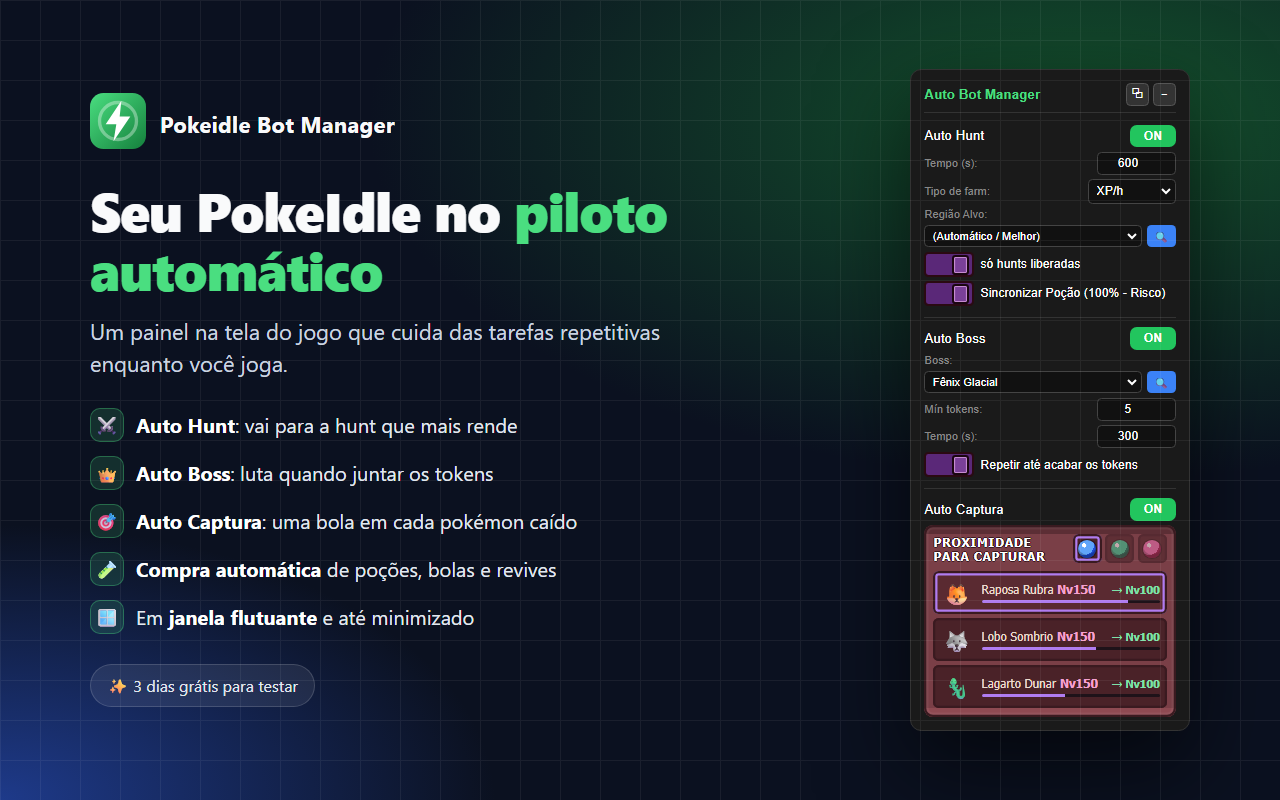 Pokeidle Bot Manager
Seu PokeIdle no piloto
automático
Um painel na tela do jogo que cuida das tarefas repetitivas
enquanto você joga.
Auto Hunt: vai para a hunt que mais rende
Auto Boss: luta quando juntar os tokens
Auto Captura: uma bola em cada pokémon caído
Compra automática de poções, bolas e revives
Em janela flutuante e até minimizado
✨ 3 dias grátis para testar
Auto Bot Manager
Auto Hunt ON
Tempo (s): 600
Tipo de farm: XP/h
Região Alvo:
(Automático / Melhor)
só hunts liberadas
Sincronizar Poção (100% - Risco)
Auto Boss ON
Boss:
Fênix Glacial
Mín tokens: 5
Tempo (s): 300
Repetir até acabar os tokens
Auto Captura ON
PROXIMIDADE
PARA CAPTURAR
Raposa Rubra Nv150 → Nv100
Lobo Sombrio Nv150 → Nv100
Lagarto Dunar Nv150 → Nv100